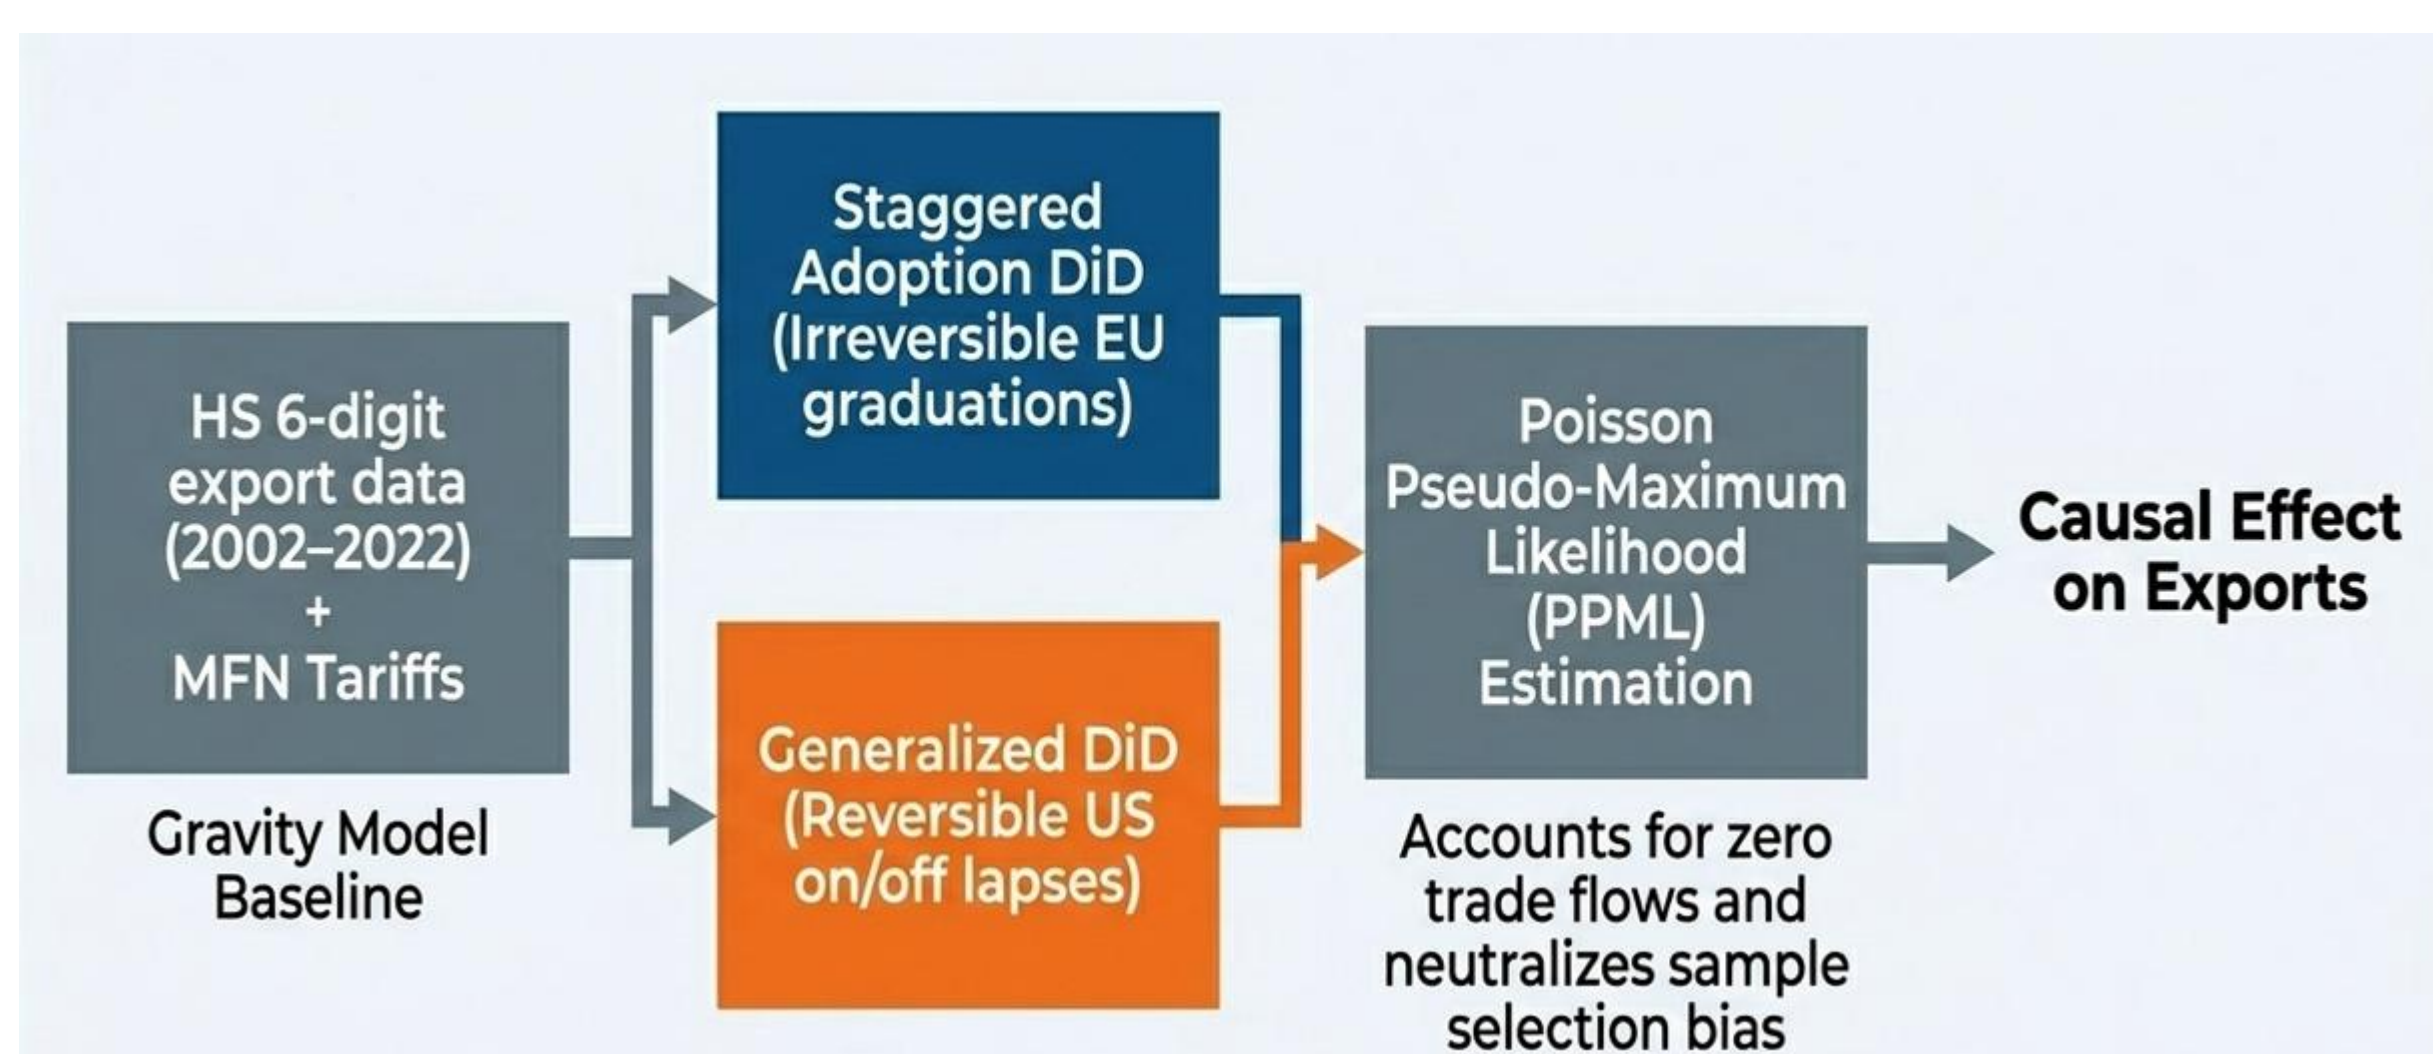 HS 6-digit
export data
(2002–2022)
+
MFN Tariffs
Gravity Model
Baseline
Staggered
Adoption DiD
(Irreversible EU
graduations)
Generalized DiD
(Reversible US
on/off lapses)
Poisson
Pseudo-Maximum
Likelihood
(PPML)
Estimation
Accounts for zero
trade flows and
neutralizes sample
selection bias
Causal Effect
on Exports